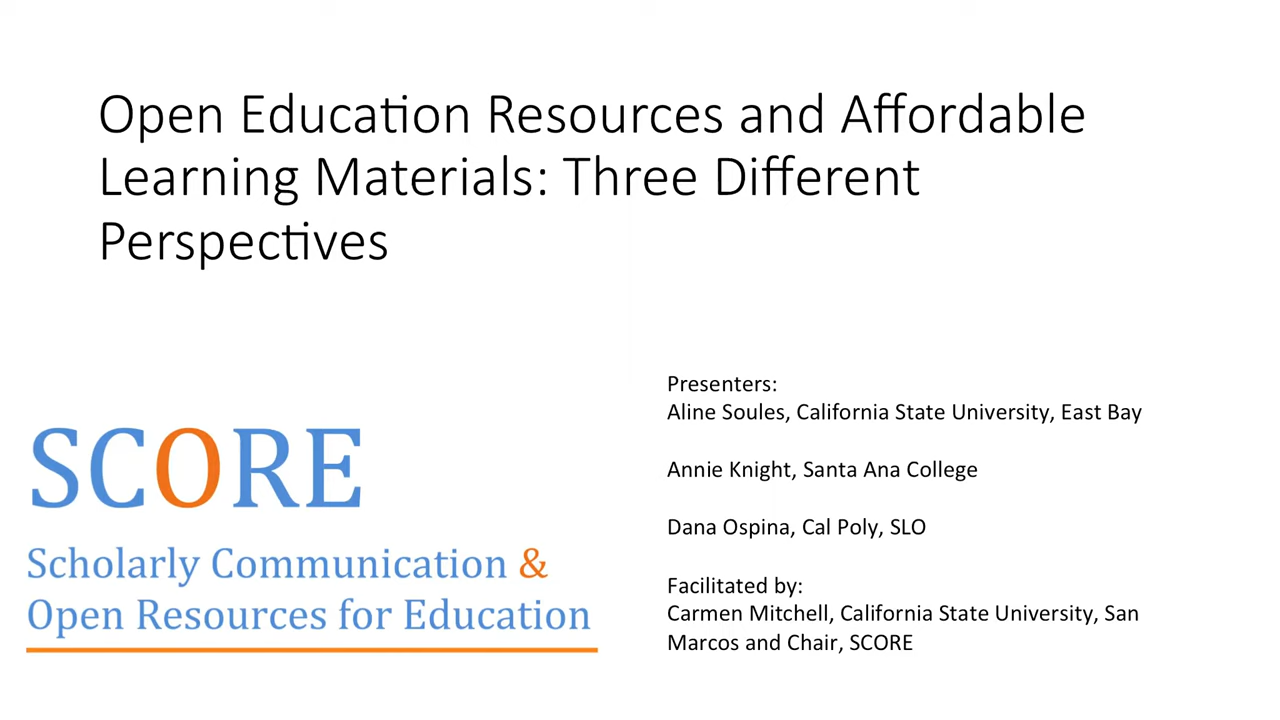 Open Education Resources and Affordable
Learning Materials: Three Different
Perspectives
SCORE
Scholarly Communication &
Open Resources for Education
Presenters:
Aline Soules, California State University, East Bay
Annie Knight, Santa Ana College
Dana Ospina, Cal Poly, SLO
Facilitated by:
Carmen Mitchell, California State University, San
Marcos and Chair, SCORE